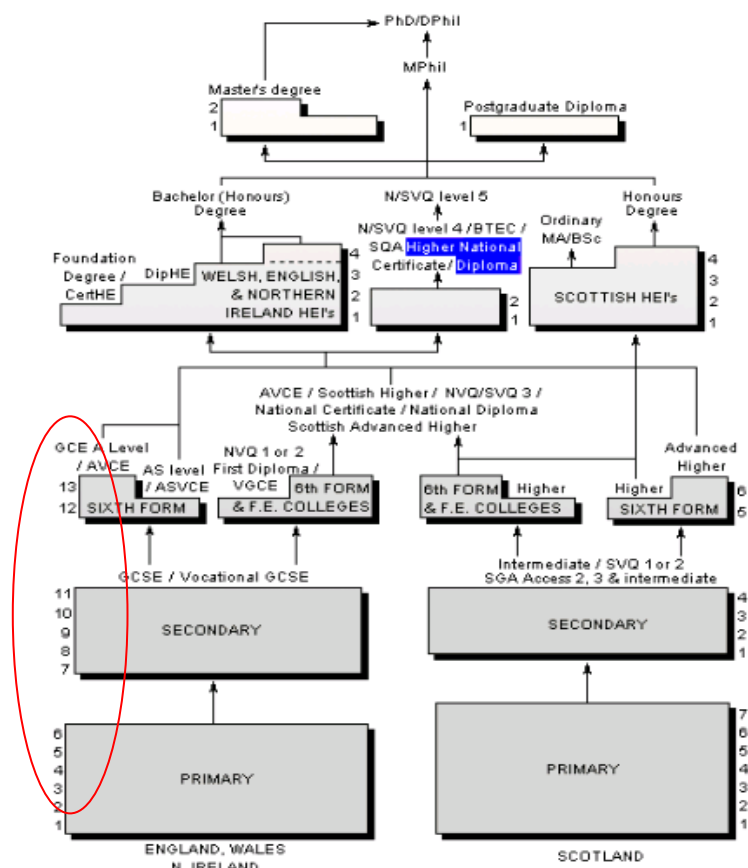 PhD/DPhil
MPhil
Master's degree
2
1
Postgraduate Diploma
1
Bachelor (Honours)
Degree
N/SVQ level 5
Honours
Degree
N/SVQ level 4/BTEC/
SQA Higher National
Certificate/Diploma
Ordinary
MA/BSc
Foundation
Degree /
CertHE
DipHE
WELSH, ENGLISH,
& NORTHERN
IRELAND HEI's
4
3
2
1
2
1
SCOTTISH HEI's
4
3
2
1
AVCE / Scottish Higher / NVQ/SVQ 3 /
National Certificate / National Diploma
Scottish Advanced Higher
GCE A Level
/ AVCE
AS level
/ ASVCE
13
12
SIXTH FORM
NVQ 1 or 2
First Diploma /
VGCE
6th FORM
& F.E. COLLEGES
6th FORM
& F.E. COLLEGES
Higher
Higher
Advanced
Higher
SIXTH FORM
6
5
GCSE / Vocational GCSE
Intermediate / SVQ 1 or 2
SGA Access 2, 3 & intermediate
11
10
9
8
7
SECONDARY
SECONDARY
4
3
2
1
6
5
4
3
2
1
PRIMARY
PRIMARY
7
6
5
4
3
2
1
ENGLAND, WALES
N. IRELAND
SCOTLAND